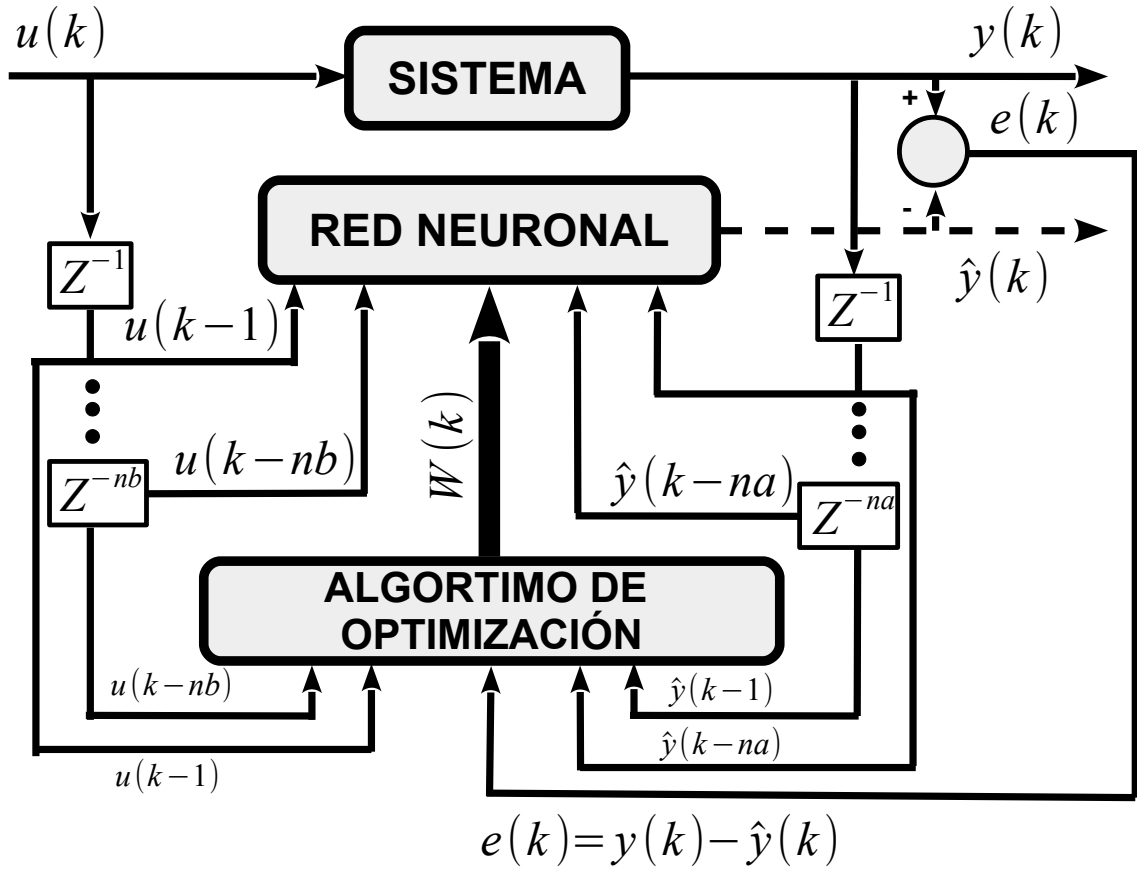 u(k)
y(k)
SISTEMA
+
e(k)
RED NEURONAL
-
ŷ(k)
Z⁻¹
Z⁻¹
u(k−1)
W(k)
u(k−nb)
ŷ(k−na)
Z⁻ⁿᵇ
Z⁻ⁿᵃ
ALGORTIMO DE
OPTIMIZACIÓN
u(k−nb)
ŷ(k−1)
ŷ(k−na)
u(k−1)
e(k)=y(k)−ŷ(k)